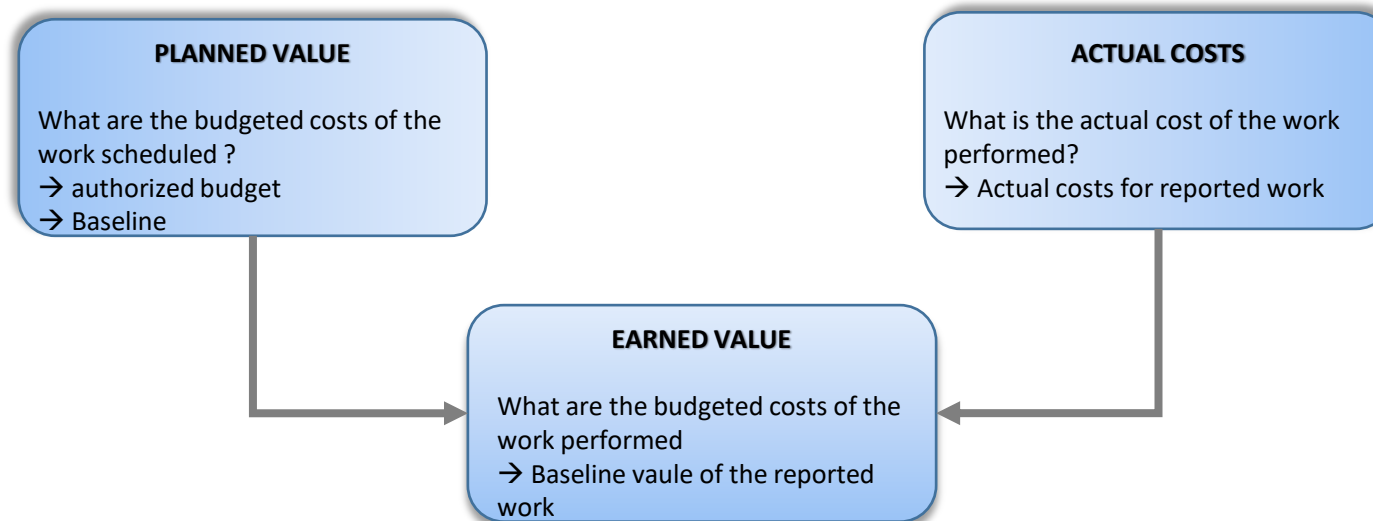 PLANNED VALUE
What are the budgeted costs of the
work scheduled ?
→ authorized budget
→ Baseline
ACTUAL COSTS
What is the actual cost of the work
performed?
→ Actual costs for reported work
EARNED VALUE
What are the budgeted costs of the
work performed
→ Baseline vaule of the reported
work